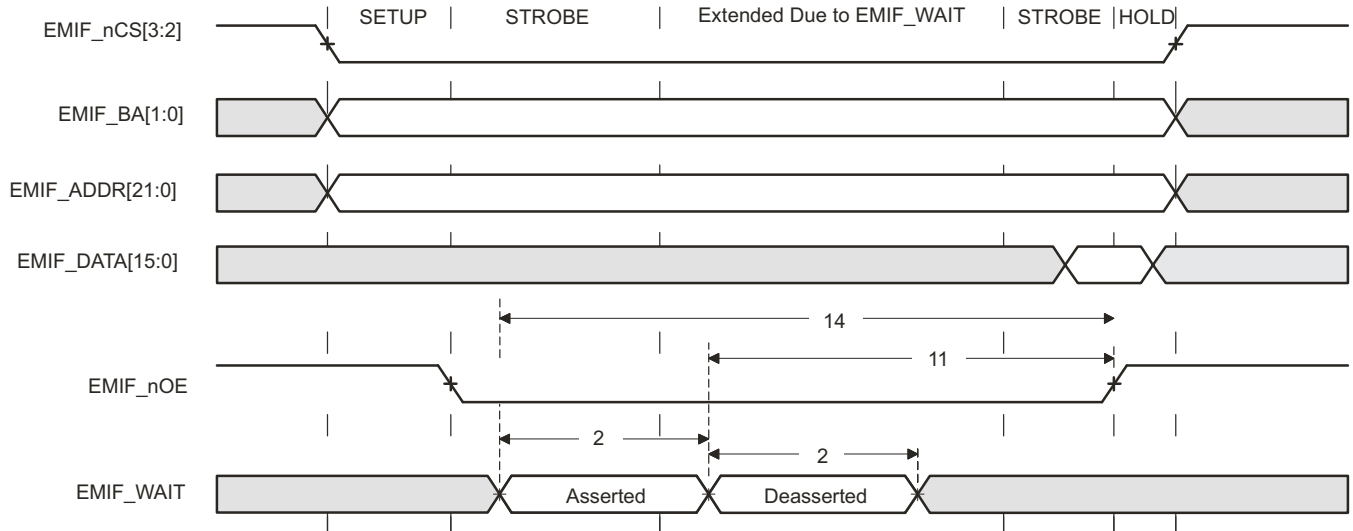 SETUP STROBE Extended Due to EMIF_WAIT STROBE HOLD
EMIF_nCS[3:2]
EMIF_BA[1:0]
EMIF_ADDR[21:0]
EMIF_DATA[15:0]
14
11
EMIF_nOE
2
2
EMIF_WAIT Asserted Deasserted